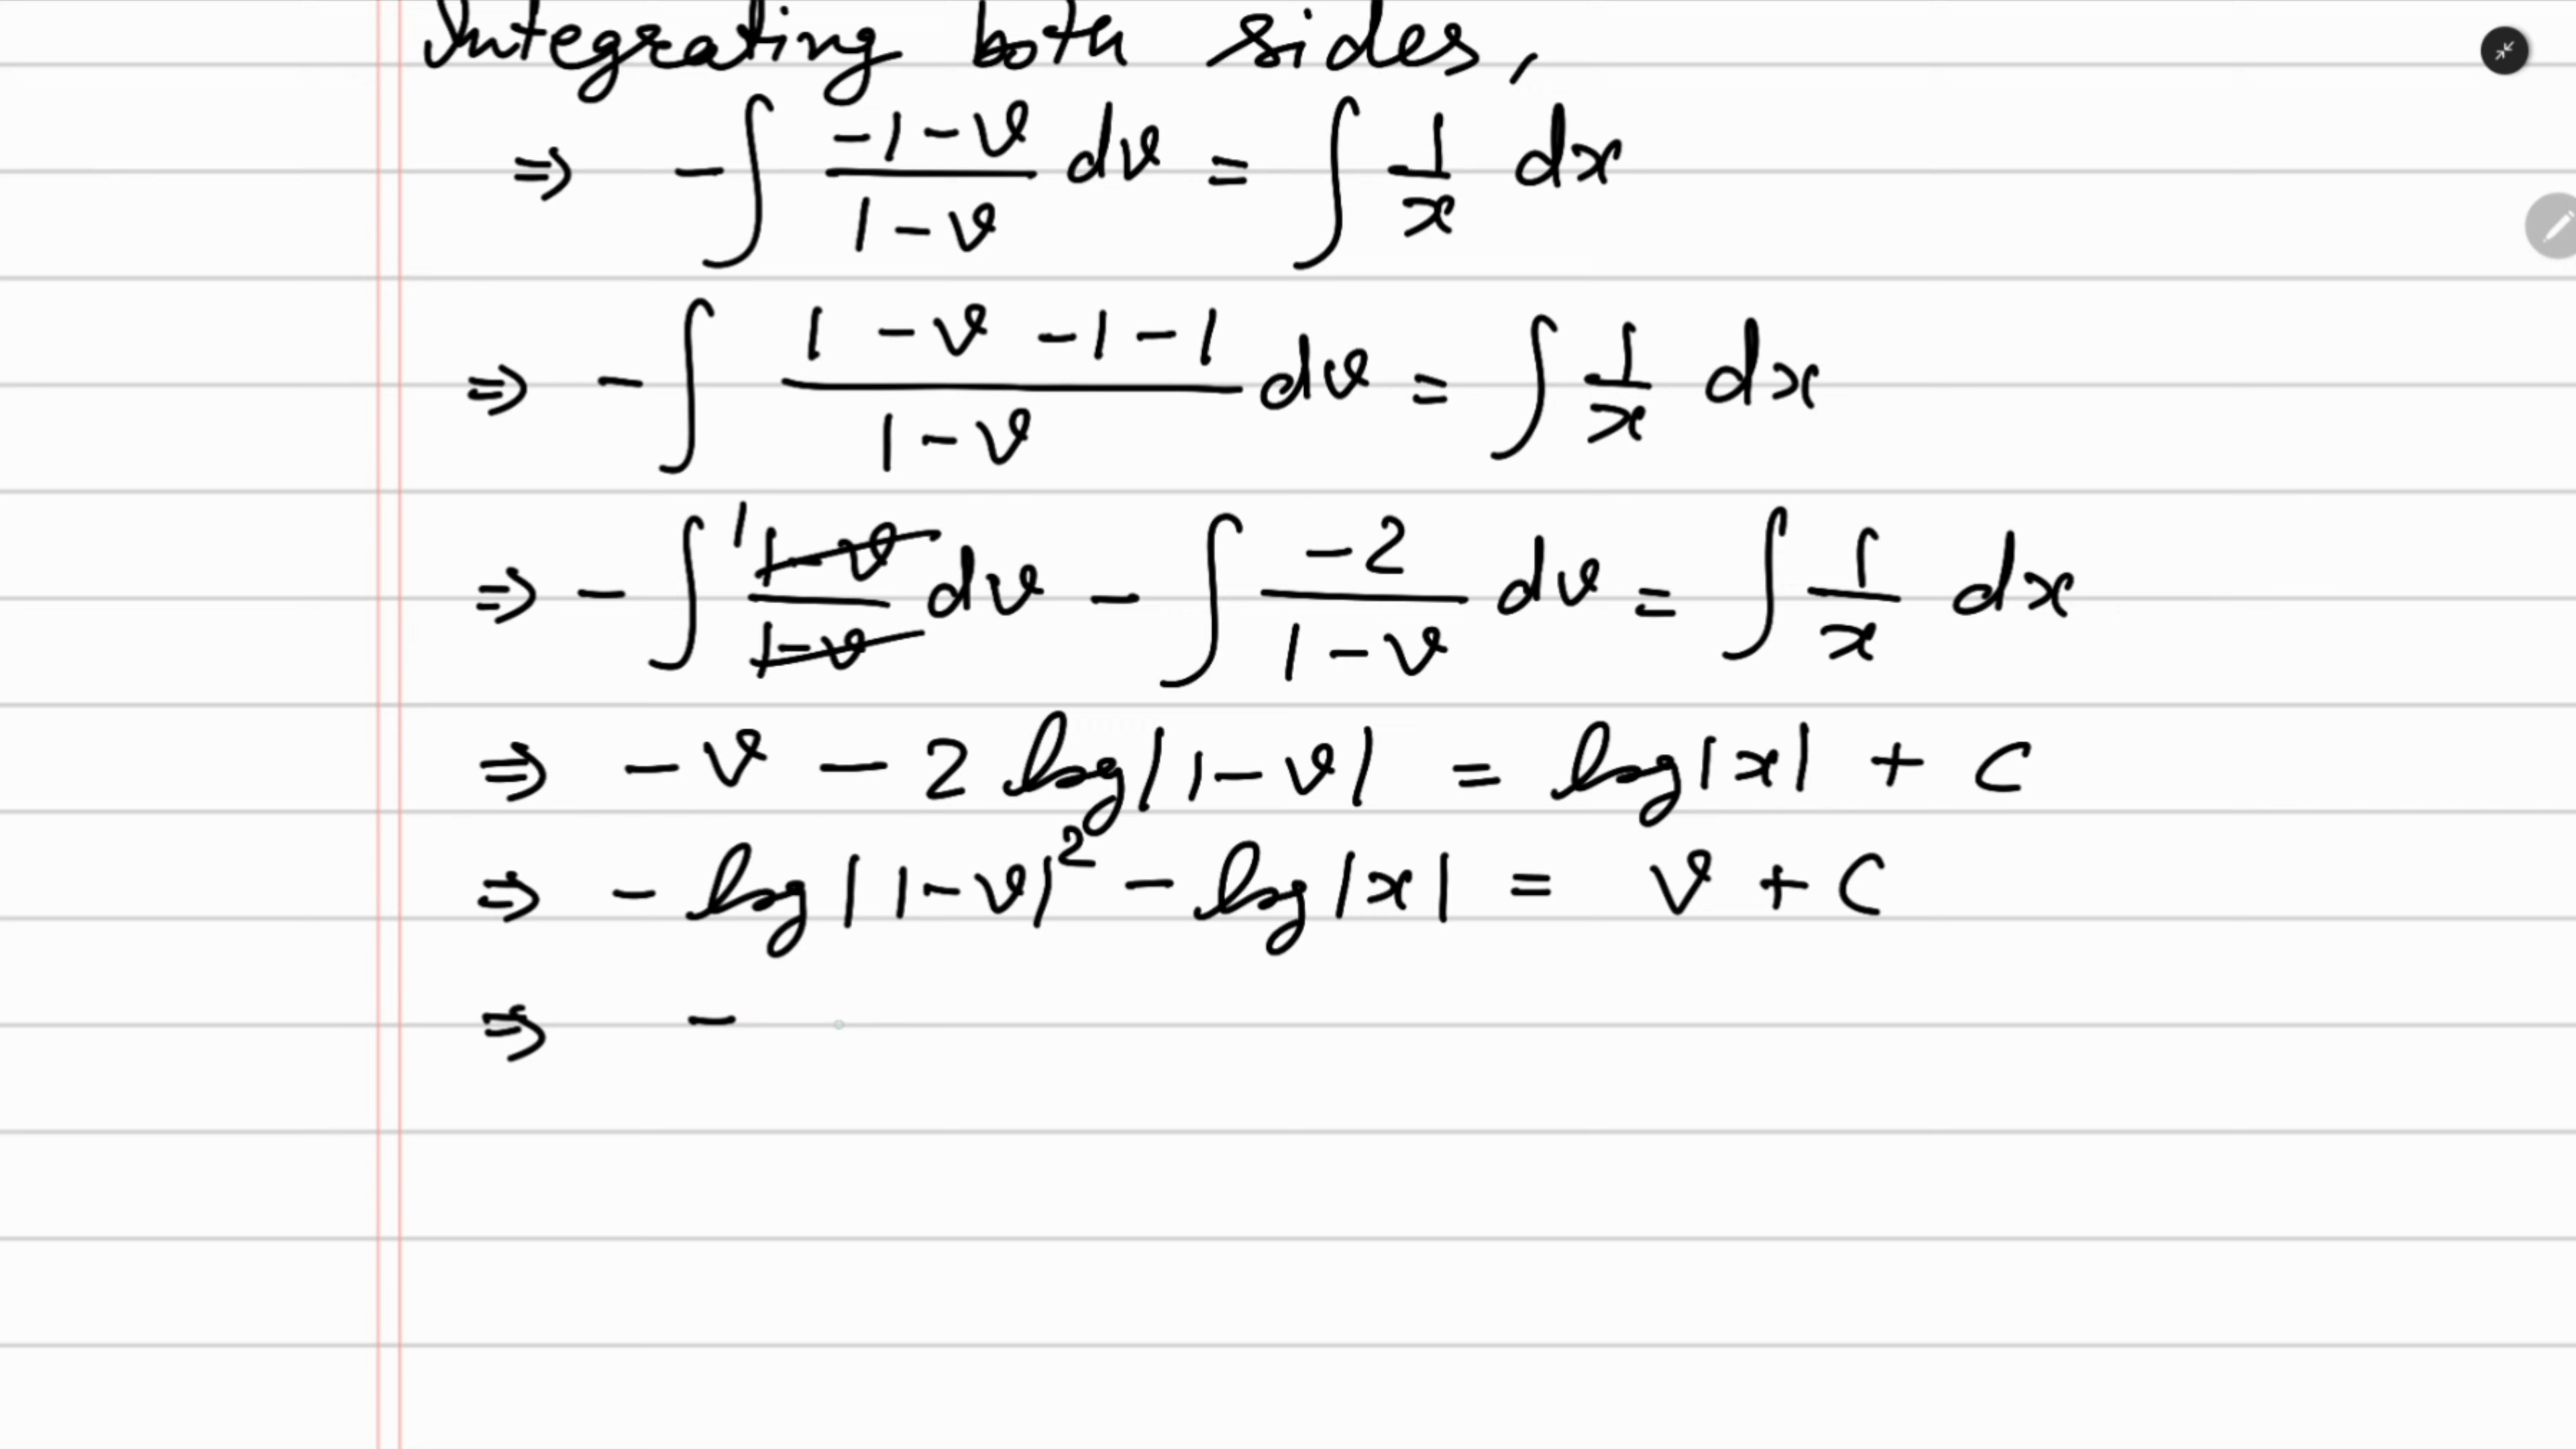 Integrating both sides,
⇒ -∫ (-1-v)/(1-v) dv = ∫ 1/x dx
⇒ -∫ (1 -v -1-1)/(1-v) dv = ∫ 1/x dx
⇒ -∫ 1 (1-v)/(1-v) dv - ∫ -2/(1-v) dv = ∫ 1/x dx
⇒ -v - 2 log|1-v| = log|x| + C
⇒ -log|1-v|² - log|x| = v + C
⇒ -